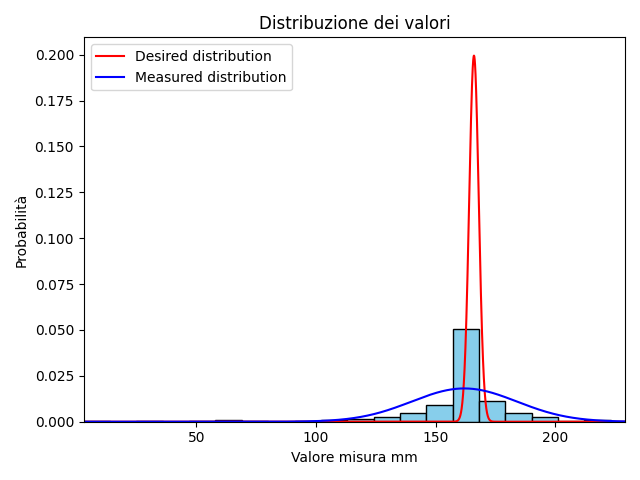 Distribuzione dei valori
Desired distribution
Measured distribution
Probabilità
0.200
0.175
0.150
0.125
0.100
0.075
0.050
0.025
0.000
50 100 150 200
Valore misura mm